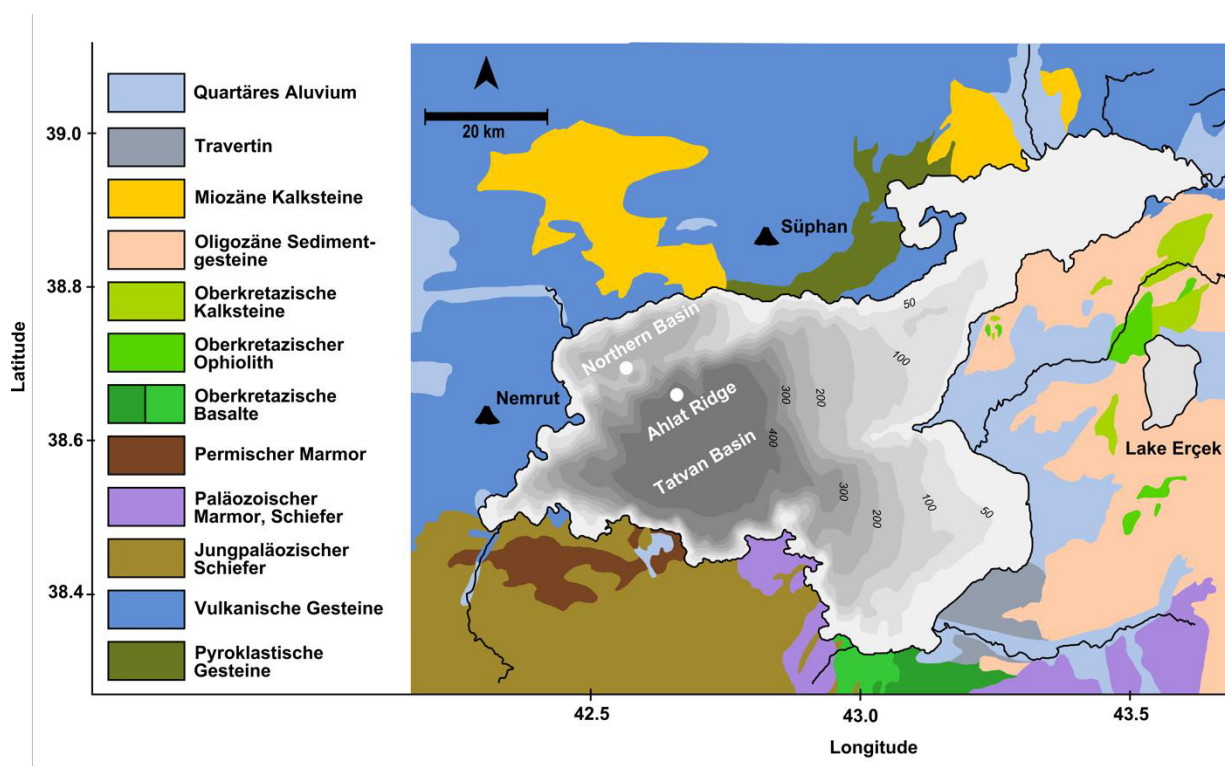 Quartäres Aluvium
Travertin
Miozäne Kalksteine
Oligozäne Sediment-
gesteine
Oberkretazische
Kalksteine
Oberkretazischer
Ophiolith
Oberkretazische
Basalte
Permischer Marmor
Paläozoischer
Marmor, Schiefer
Jungpaläozischer
Schiefer
Vulkanische Gesteine
Pyroklastische
Gesteine
Latitude
39.0
38.8
38.6
38.4
20 km
Süphan
Nemrut
Northern Basin
Ahlat Ridge
Tatvan Basin
Lake Erçek
50
100
200
300
400
300
200
100
50
42.5
43.0
43.5
Longitude